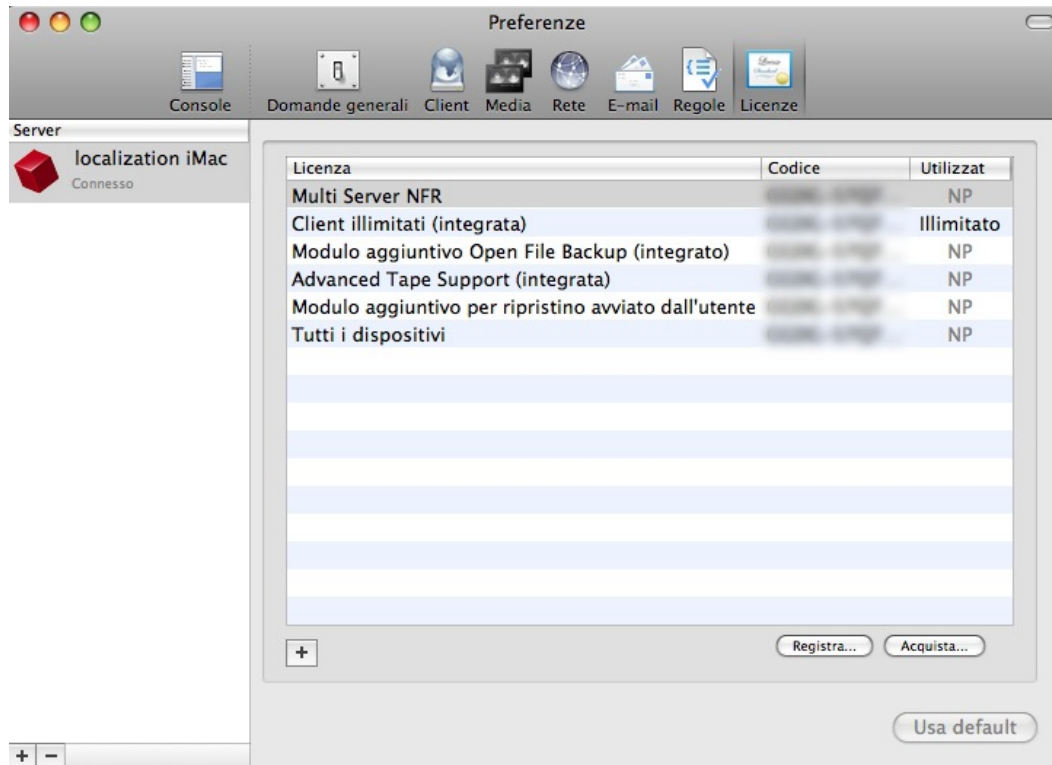 Preferenze
Console Domande generali Client Media Rete E-mail Regole Licenze
Server
localization iMac
Connesso
Licenza Codice Utilizzat
Multi Server NFR NP
Client illimitati (integrata) Illimitato
Modulo aggiuntivo Open File Backup (integrato) NP
Advanced Tape Support (integrata) NP
Modulo aggiuntivo per ripristino avviato dall'utente NP
Tutti i dispositivi NP
+ Registra... Acquista...
Usa default
+ −